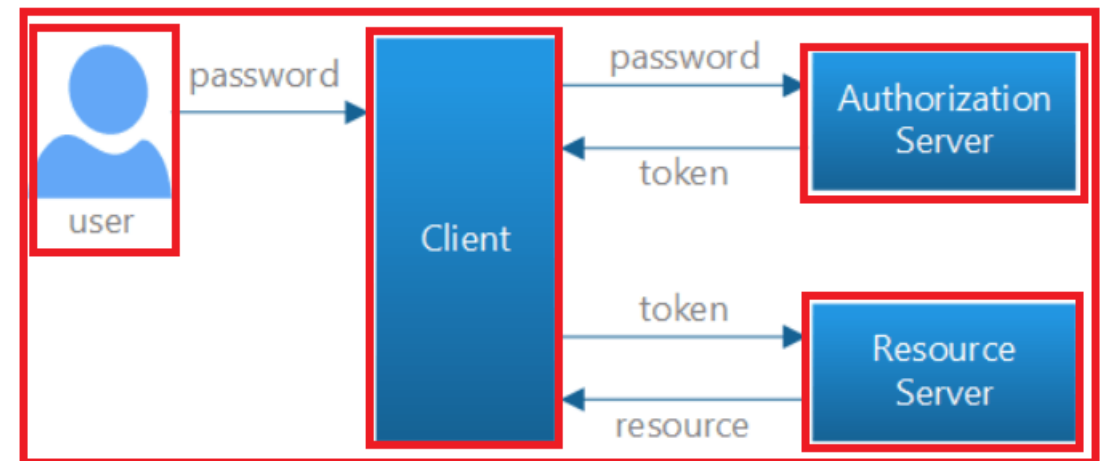 user
password
Client
password
token
Authorization
Server
token
resource
Resource
Server